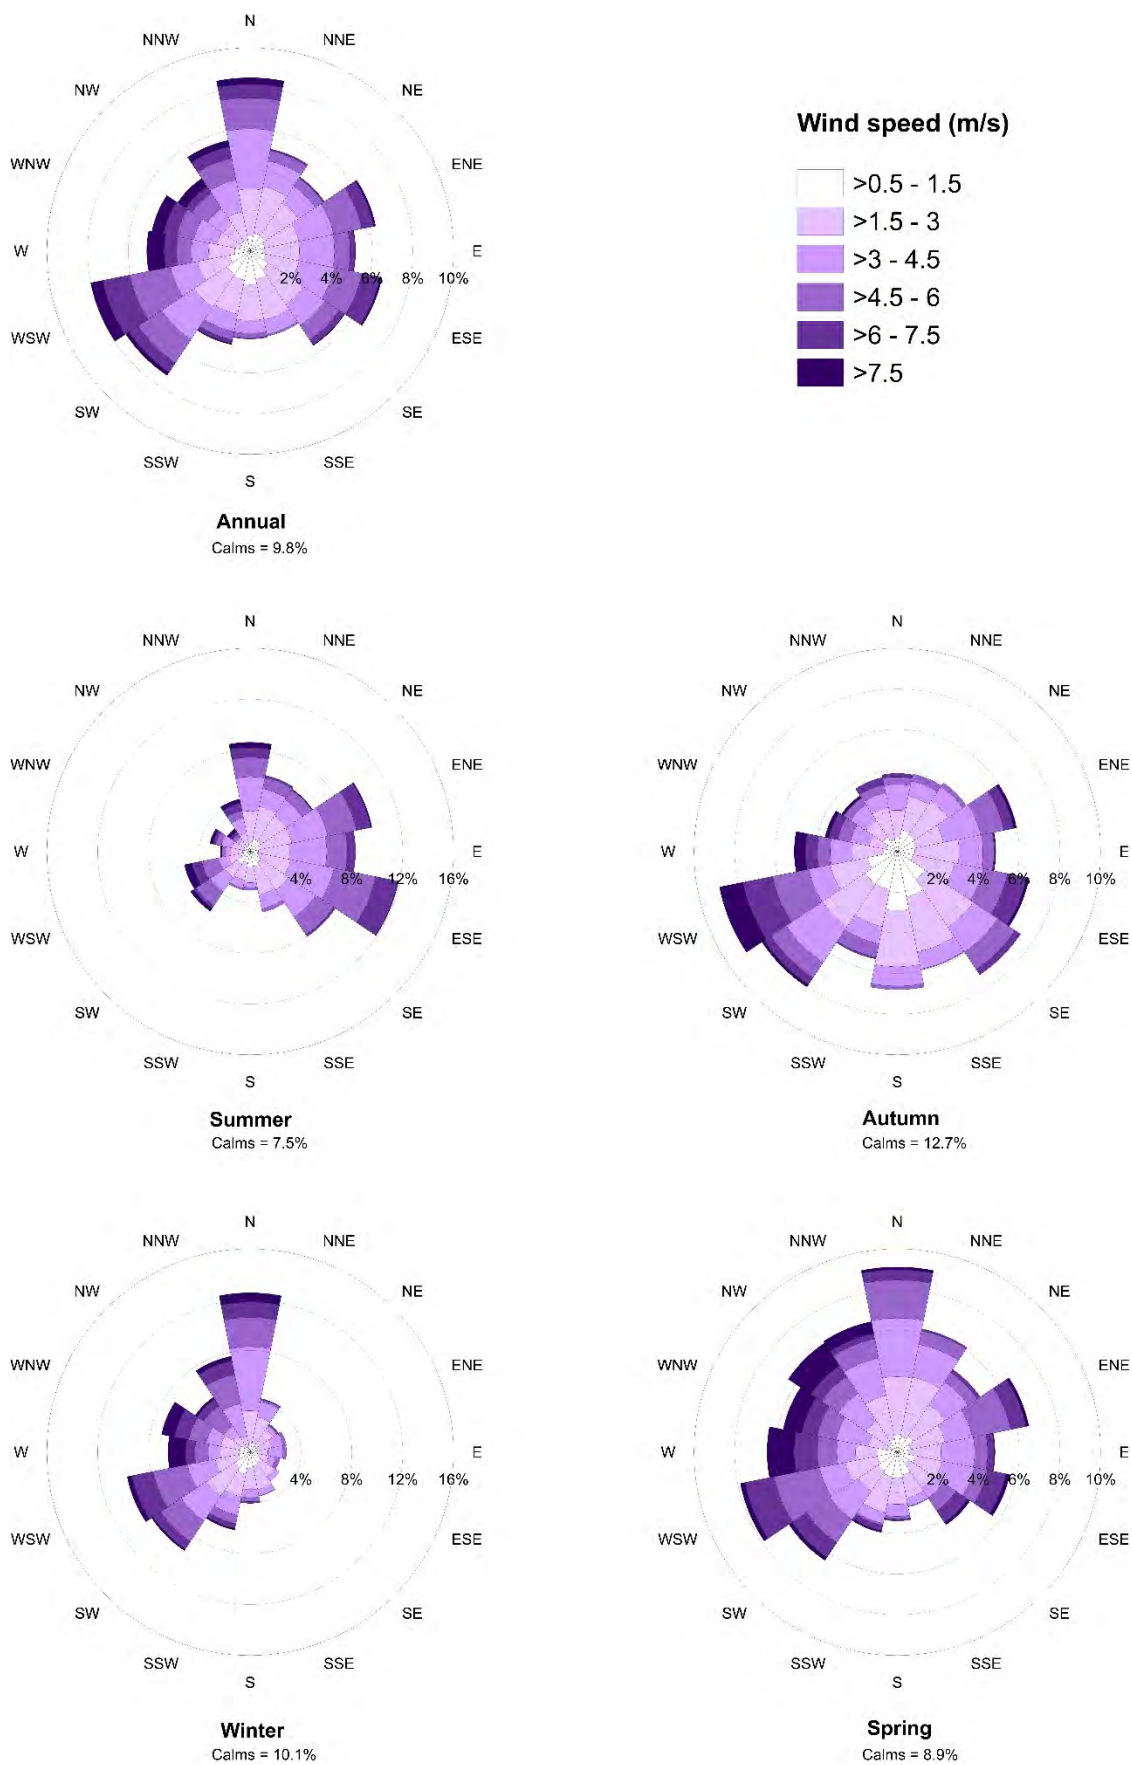 N
NNW
NNE
NW
NE
WNW
ENE
W
E
2% 4% 6% 8% 10%
WSW
ESE
SW
SE
SSW
SSE
S
Annual
Calms = 9.8%
Wind speed (m/s)
>0.5 - 1.5
>1.5 - 3
>3 - 4.5
>4.5 - 6
>6 - 7.5
>7.5
N
NNW
NNE
NW
NE
WNW
ENE
W
E
4% 8% 12% 16%
WSW
ESE
SW
SE
SSW
SSE
S
Summer
Calms = 7.5%
N
NNW
NNE
NW
NE
WNW
ENE
W
E
2% 4% 6% 8% 10%
WSW
ESE
SW
SE
SSW
SSE
S
Autumn
Calms = 12.7%
N
NNW
NNE
NW
NE
WNW
ENE
W
E
4% 8% 12% 16%
WSW
ESE
SW
SE
SSW
SSE
S
Winter
Calms = 10.1%
N
NNW
NNE
NW
NE
WNW
ENE
W
E
2% 4% 6% 8% 10%
WSW
ESE
SW
SE
SSW
SSE
S
Spring
Calms = 8.9%